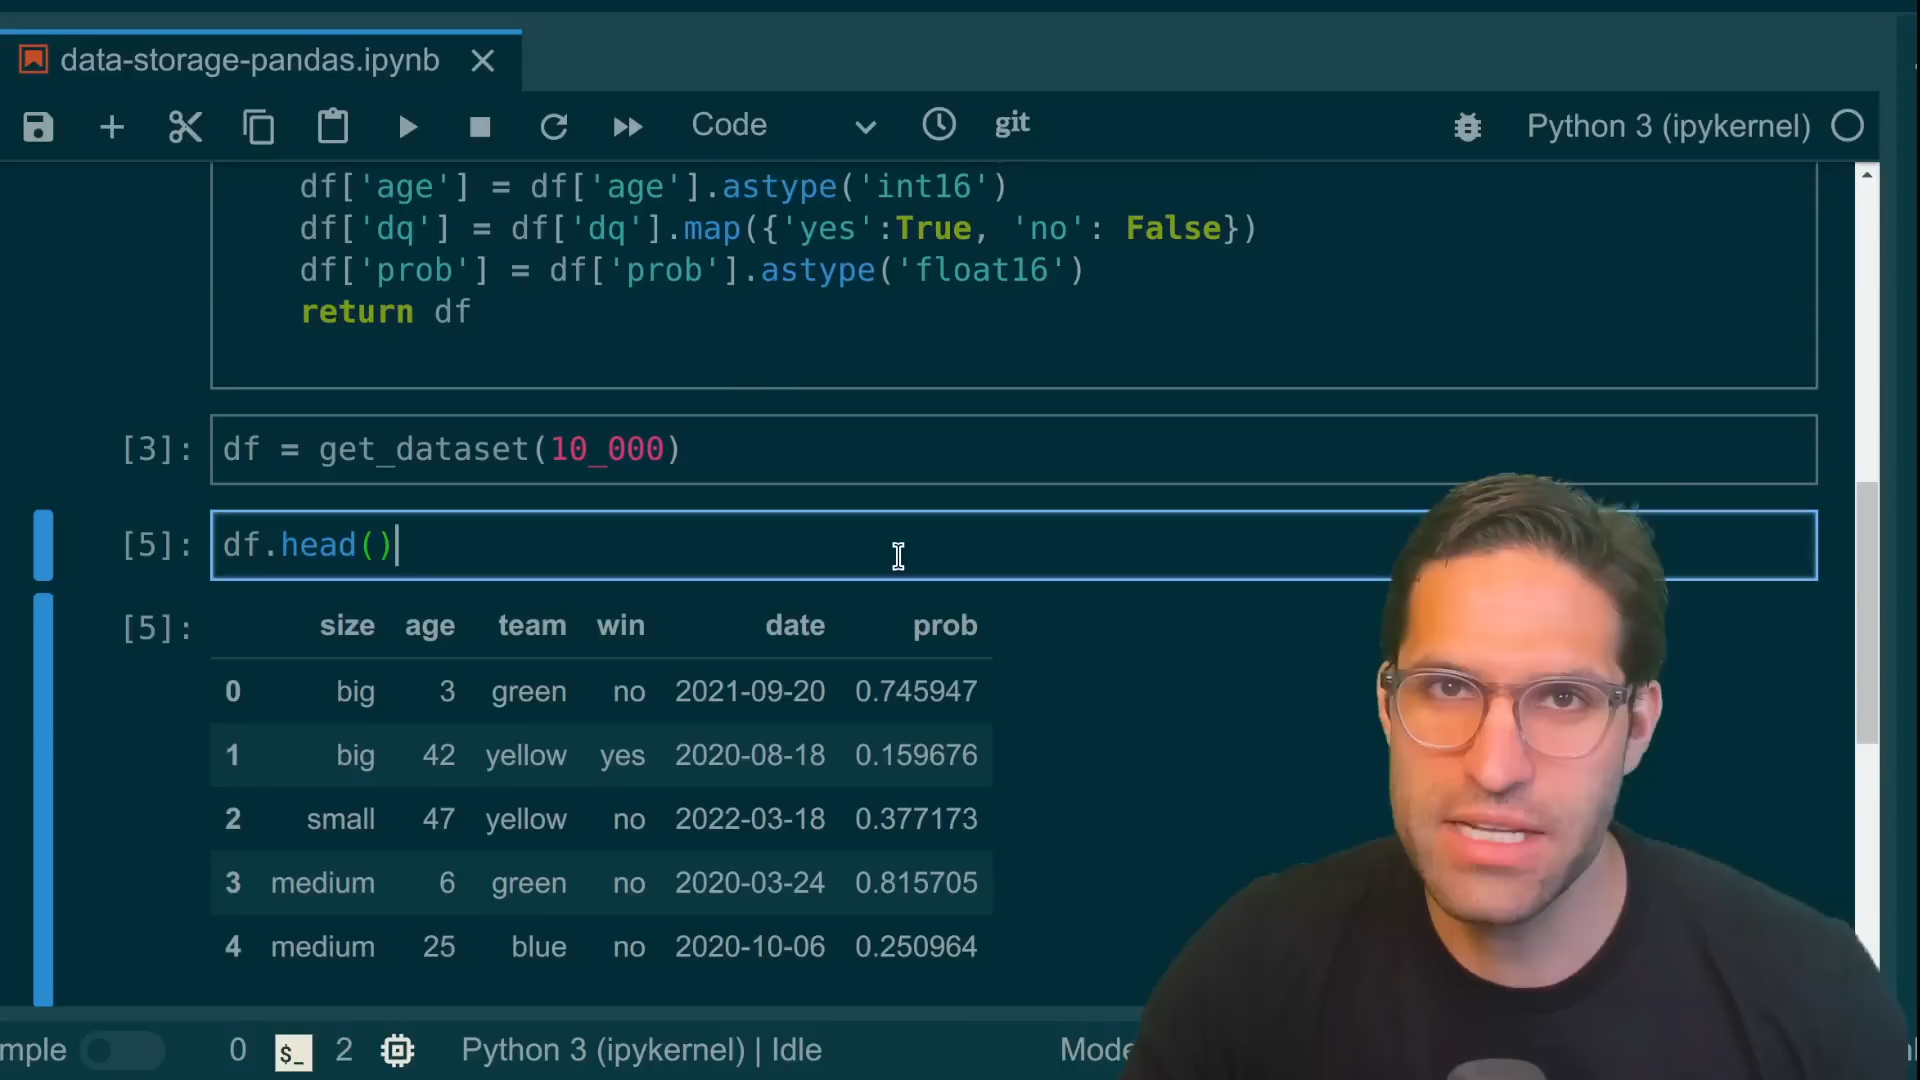 data-storage-pandas.ipynb
Code
git
Python 3 (ipykernel)
df['age'] = df['age'].astype('int16')
df['dq'] = df['dq'].map({'yes':True, 'no': False})
df['prob'] = df['prob'].astype('float16')
return df
[3]: df = get_dataset(10_000)
[5]: df.head()
[5]: size age team win date prob
0 big 3 green no 2021-09-20 0.745947
1 big 42 yellow yes 2020-08-18 0.159676
2 small 47 yellow no 2022-03-18 0.377173
3 medium 6 green no 2020-03-24 0.815705
4 medium 25 blue no 2020-10-06 0.250964
mple 0 $_ 2 Python 3 (ipykernel) | Idle Mode